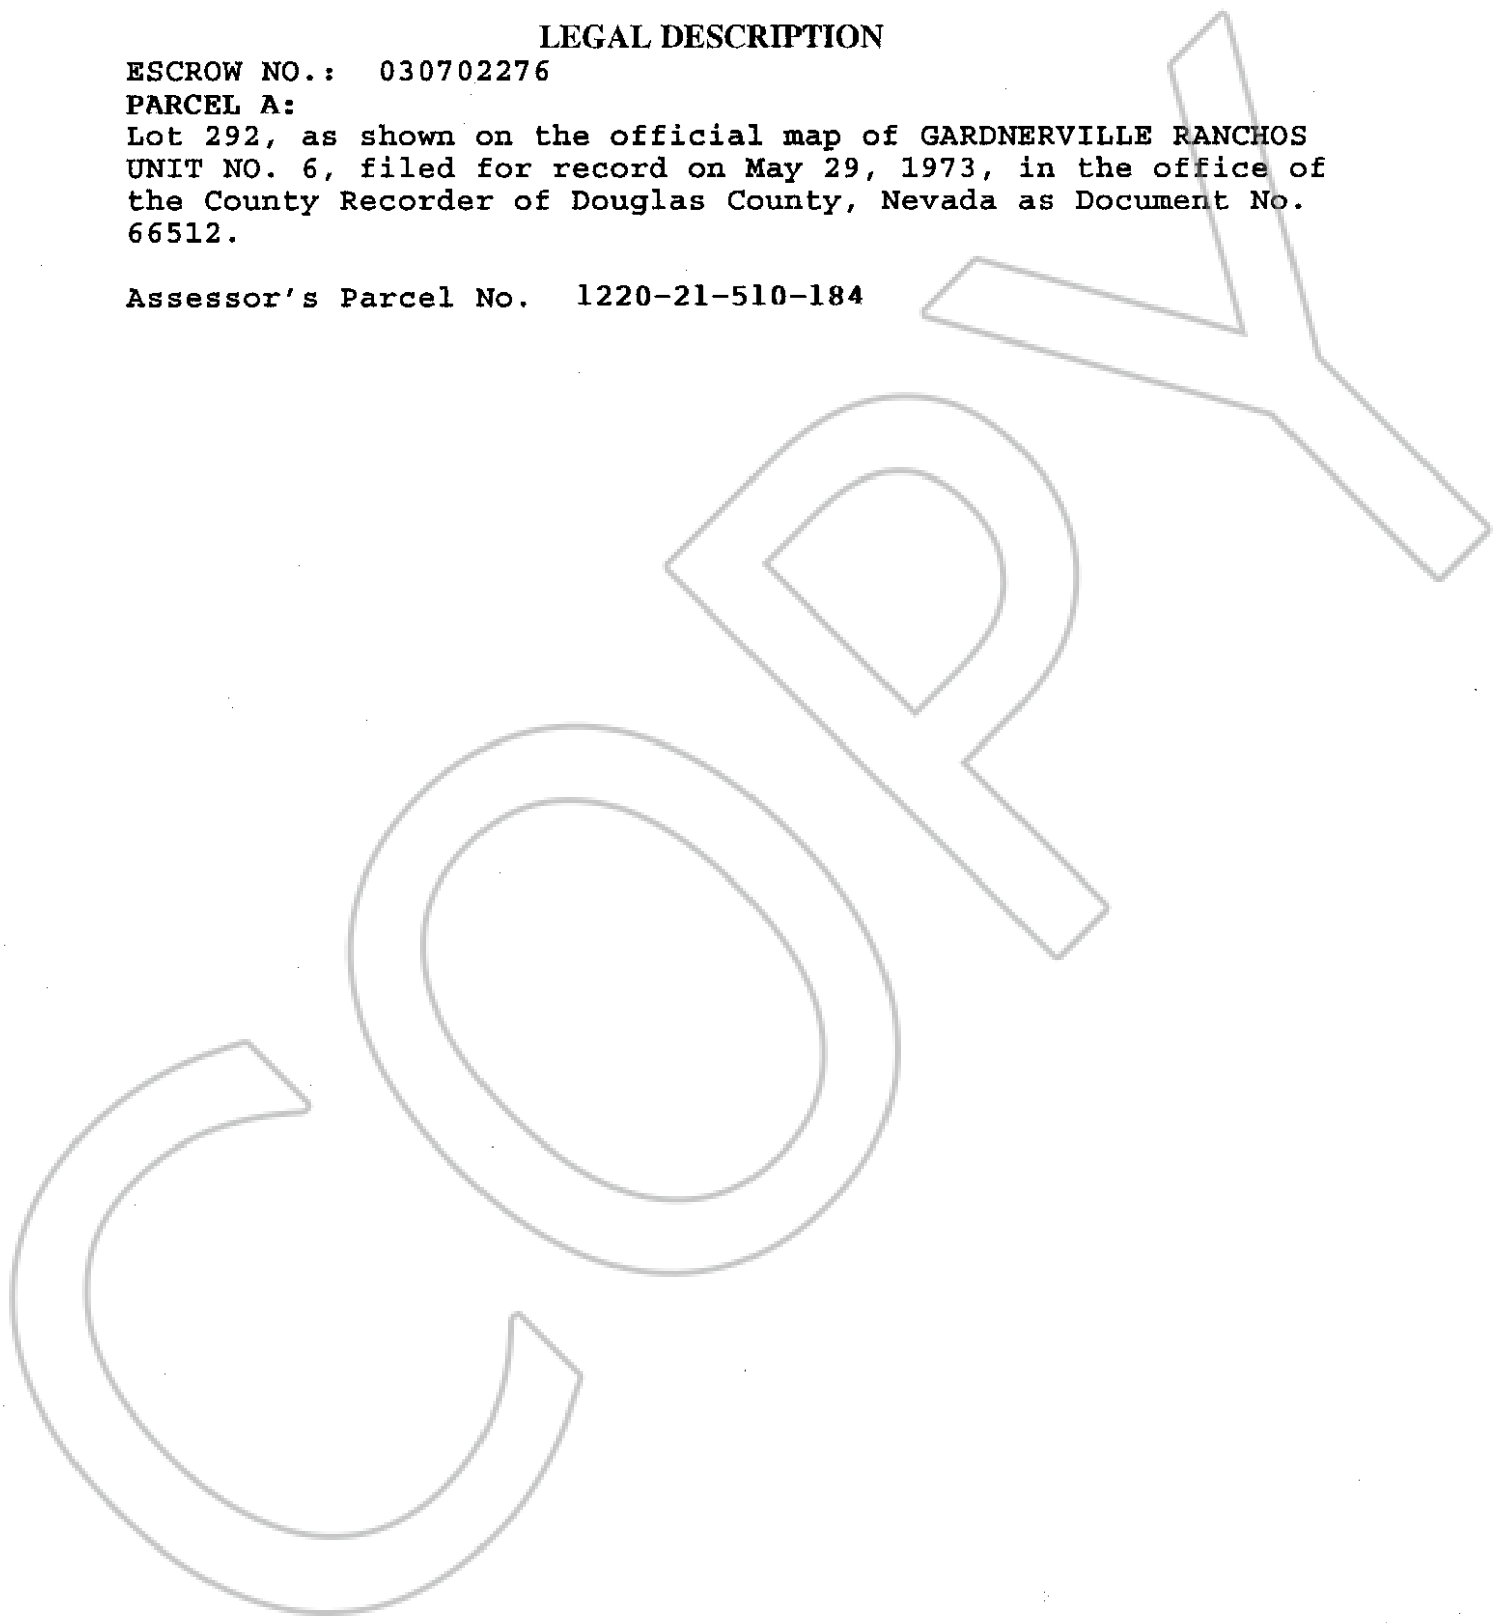 LEGAL DESCRIPTION
ESCROW NO.: 030702276
PARCEL A:
Lot 292, as shown on the official map of GARDNERVILLE RANCHOS
UNIT NO. 6, filed for record on May 29, 1973, in the office of
the County Recorder of Douglas County, Nevada as Document No.
66512.
Assessor's Parcel No. 1220-21-510-184
COPY